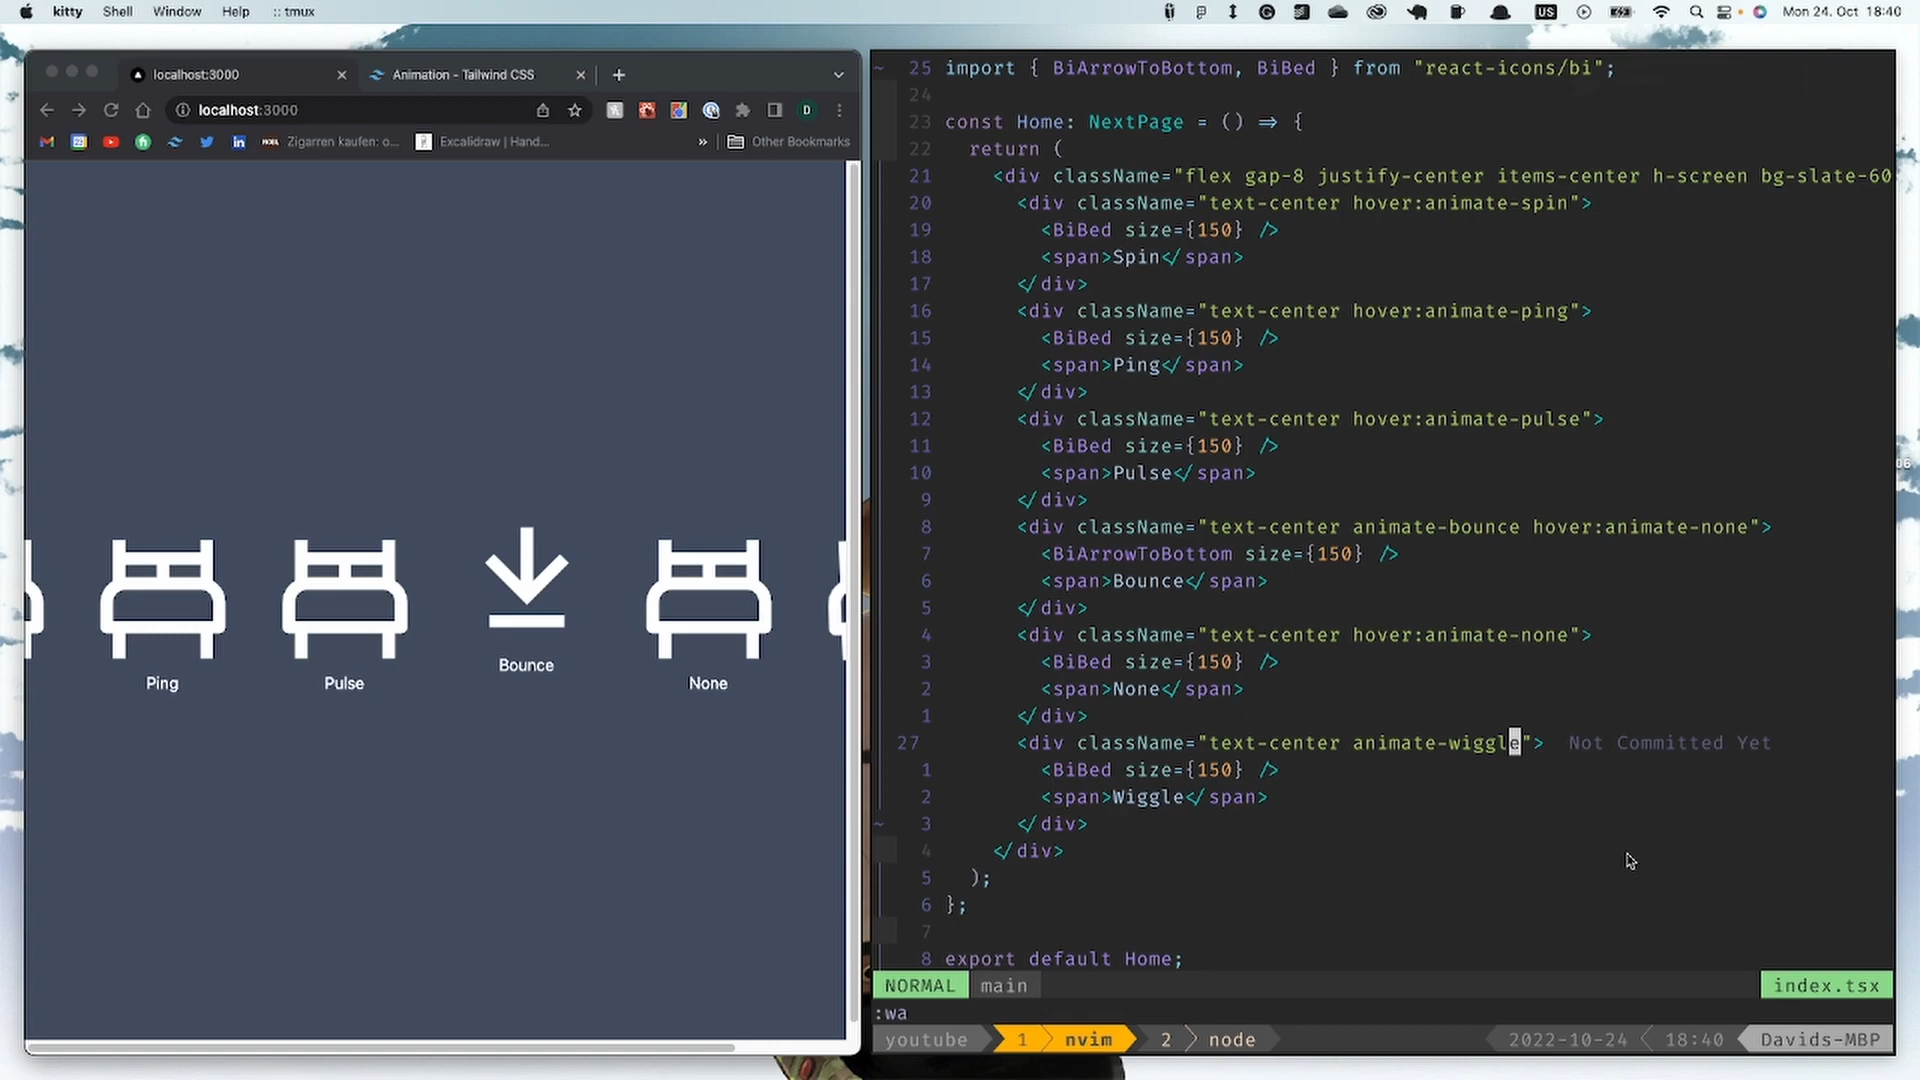 kitty Shell Window Help :: tmux
US
Mon 24. Oct 18:40
localhost:3000
Animation - Tailwind CSS
localhost:3000
D
Zigarren kaufen: o...
Excalidraw | Hand...
»
Other Bookmarks
Ping
Pulse
Bounce
None
~ 25 import { BiArrowToBottom, BiBed } from "react-icons/bi";
24
23 const Home: NextPage = () => {
22 return (
21 <div className="flex gap-8 justify-center items-center h-screen bg-slate-60
20 <div className="text-center hover:animate-spin">
19 <BiBed size={150} />
18 <span>Spin</span>
17 </div>
16 <div className="text-center hover:animate-ping">
15 <BiBed size={150} />
14 <span>Ping</span>
13 </div>
12 <div className="text-center hover:animate-pulse">
11 <BiBed size={150} />
10 <span>Pulse</span>
9 </div>
8 <div className="text-center animate-bounce hover:animate-none">
7 <BiArrowToBottom size={150} />
6 <span>Bounce</span>
5 </div>
4 <div className="text-center hover:animate-none">
3 <BiBed size={150} />
2 <span>None</span>
1 </div>
27 <div className="text-center animate-wiggle"> Not Committed Yet
1 <BiBed size={150} />
2 <span>Wiggle</span>
~ 3 </div>
4 </div>
5 );
6 };
7
8 export default Home;
NORMAL main index.tsx
:wa
youtube 1 nvim 2 node 2022-10-24 18:40 Davids-MBP